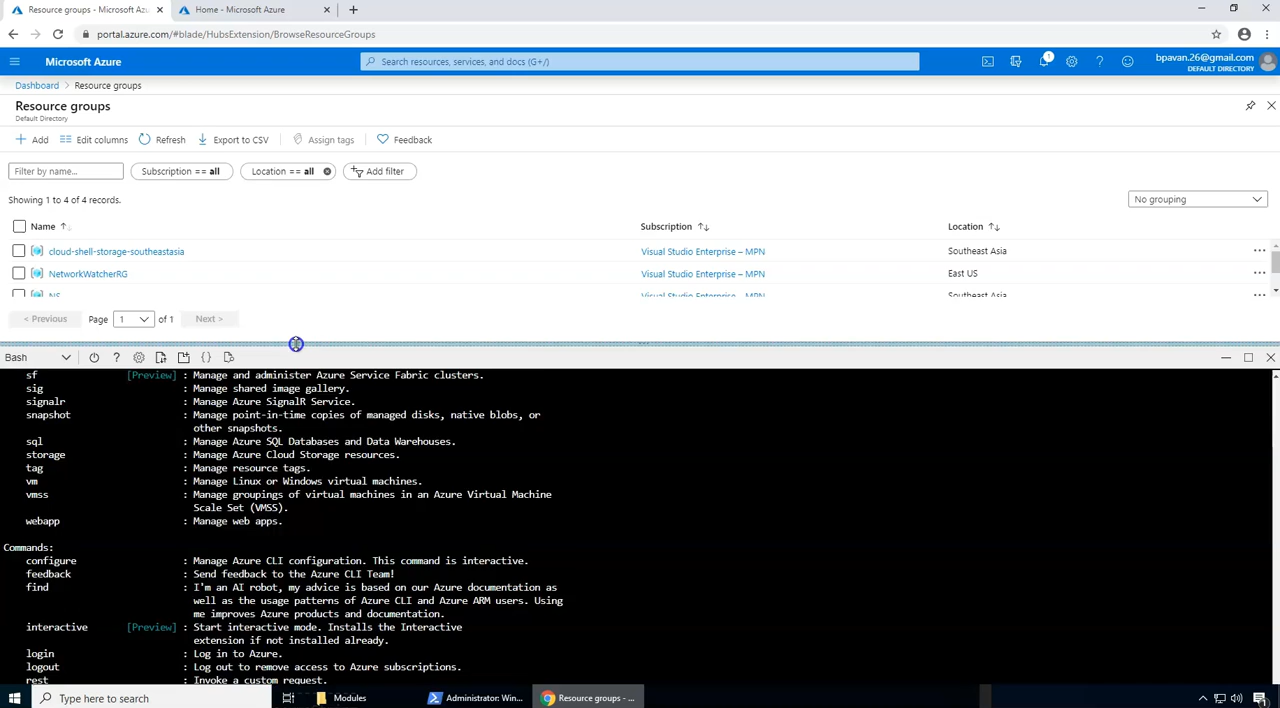 Resource groups - Microsoft Azu
Home - Microsoft Azure
portal.azure.com/#blade/HubsExtension/BrowseResourceGroups
Microsoft Azure
Search resources, services, and docs (G+/)
1
bpavan.26@gmail.com
DEFAULT DIRECTORY
Dashboard > Resource groups
Resource groups
Default Directory
Add Edit columns Refresh Export to CSV Assign tags Feedback
Filter by name... Subscription == all Location == all Add filter
Showing 1 to 4 of 4 records. No grouping
Name Subscription Location
cloud-shell-storage-southeastasia Visual Studio Enterprise – MPN Southeast Asia ...
NetworkWatcherRG Visual Studio Enterprise – MPN East US ...
NS Visual Studio Enterprise – MPN Southeast Asia ...
< Previous Page 1 of 1 Next >
Bash ? { }
sf [Preview] : Manage and administer Azure Service Fabric clusters.
sig : Manage shared image gallery.
signalr : Manage Azure SignalR Service.
snapshot : Manage point-in-time copies of managed disks, native blobs, or
other snapshots.
sql : Manage Azure SQL Databases and Data Warehouses.
storage : Manage Azure Cloud Storage resources.
tag : Manage resource tags.
vm : Manage Linux or Windows virtual machines.
vmss : Manage groupings of virtual machines in an Azure Virtual Machine
Scale Set (VMSS).
webapp : Manage web apps.
Commands:
configure : Manage Azure CLI configuration. This command is interactive.
feedback : Send feedback to the Azure CLI Team!
find : I'm an AI robot, my advice is based on our Azure documentation as
well as the usage patterns of Azure CLI and Azure ARM users. Using
me improves Azure products and documentation.
interactive [Preview] : Start interactive mode. Installs the Interactive
extension if not installed already.
login : Log in to Azure.
logout : Log out to remove access to Azure subscriptions.
rest : Invoke a custom request.
Type here to search
Modules
Administrator: Win...
Resource groups - ...